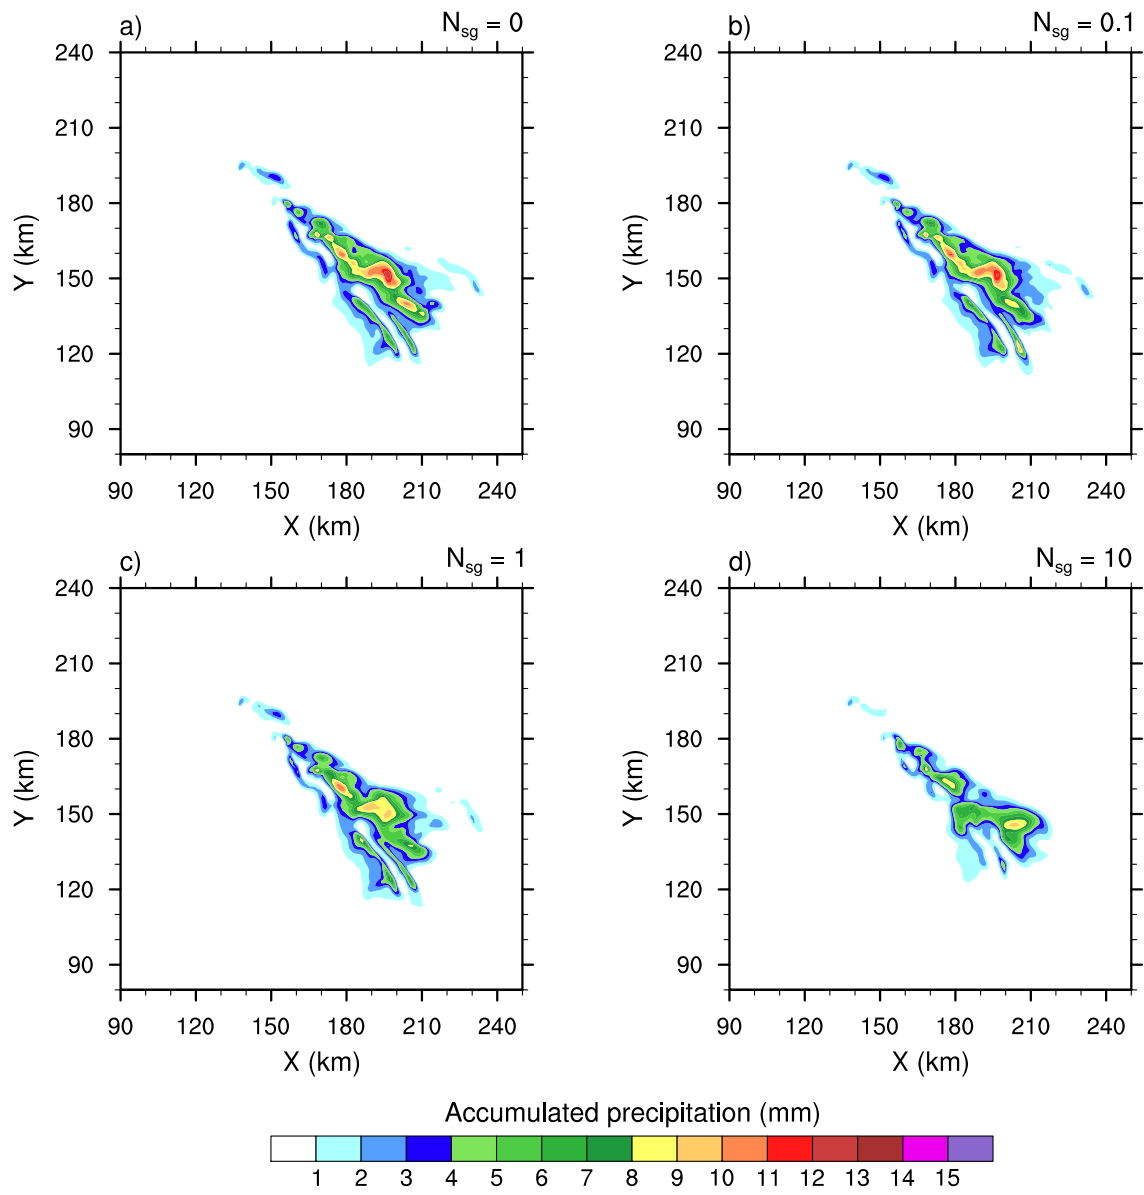 a) N_sg = 0
240
210
180
150
120
90
Y (km)
90 120 150 180 210 240
X (km)
b) N_sg = 0.1
240
210
180
150
120
90
Y (km)
90 120 150 180 210 240
X (km)
c) N_sg = 1
240
210
180
150
120
90
Y (km)
90 120 150 180 210 240
X (km)
d) N_sg = 10
240
210
180
150
120
90
Y (km)
90 120 150 180 210 240
X (km)
Accumulated precipitation (mm)
1 2 3 4 5 6 7 8 9 10 11 12 13 14 15